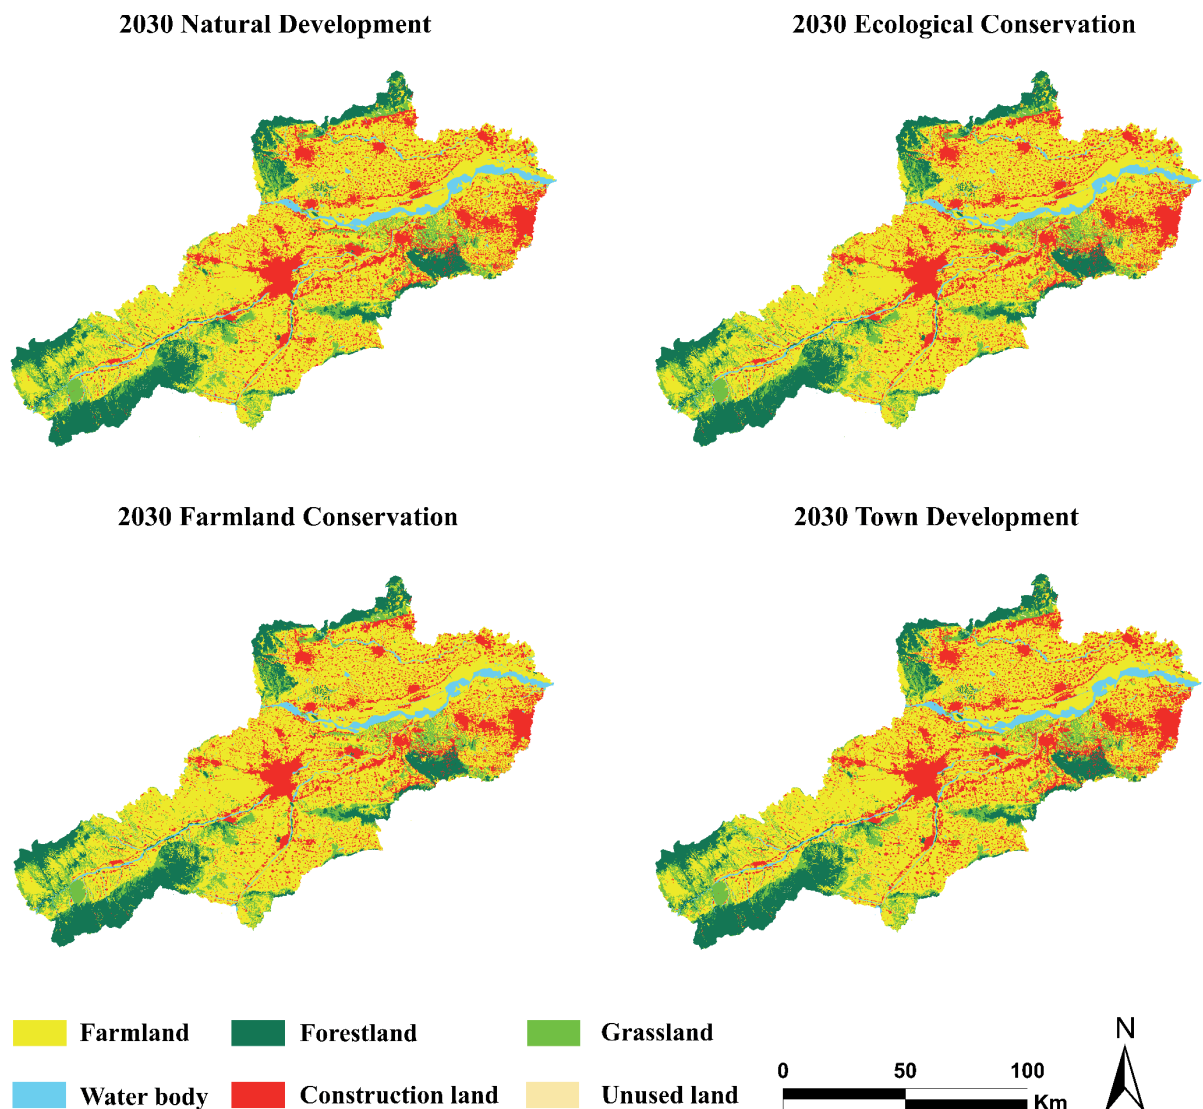 2030 Natural Development
2030 Ecological Conservation
2030 Farmland Conservation
2030 Town Development
Farmland
Forestland
Grassland
Water body
Construction land
Unused land
0 50 100
Km
N